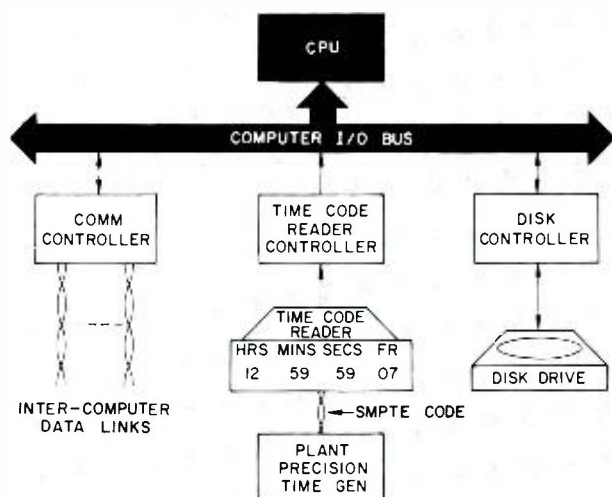 CPU
COMPUTER I/O BUS
COMM
CONTROLLER
TIME CODE
READER
CONTROLLER
DISK
CONTROLLER
TIME CODE
READER
HRS MINS SECS FR
12 59 59 07
DISK DRIVE
INTER-COMPUTER
DATA LINKS
SMPTE CODE
PLANT
PRECISION
TIME GEN